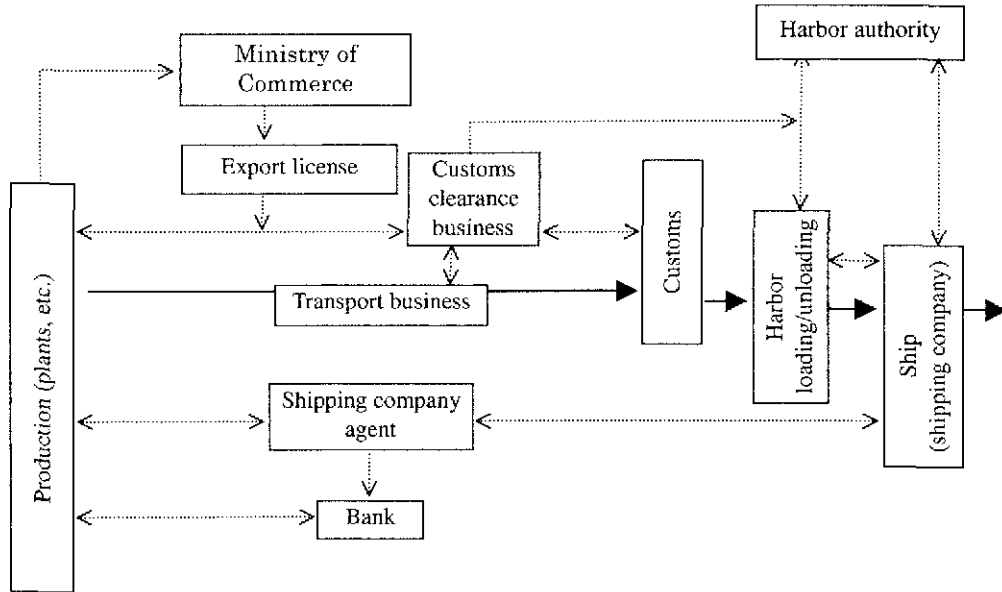 Harbor authority
Ministry of
Commerce
Export license
Customs
clearance
business
Customs
Production (plants, etc.)
Transport business
Harbor
loading/unloading
Ship
(shipping company)
Shipping company
agent
Bank